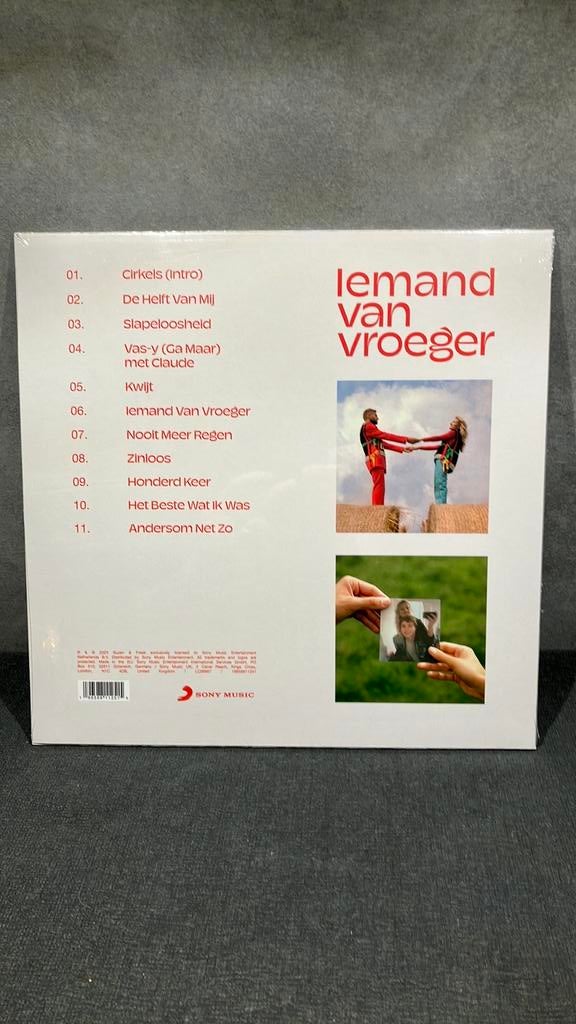 01. Cirkels (Intro)
02. De Helft Van Mij
03. Slapeloosheid
04. Vas-y (Ga Maar)
met Claude
05. Kwijt
06. Iemand Van Vroeger
07. Nooit Meer Regen
08. Zinloos
09. Honderd Keer
10. Het Beste Wat Ik Was
11. Andersom Net Zo
Iemand
van
vroeger
SONY MUSIC